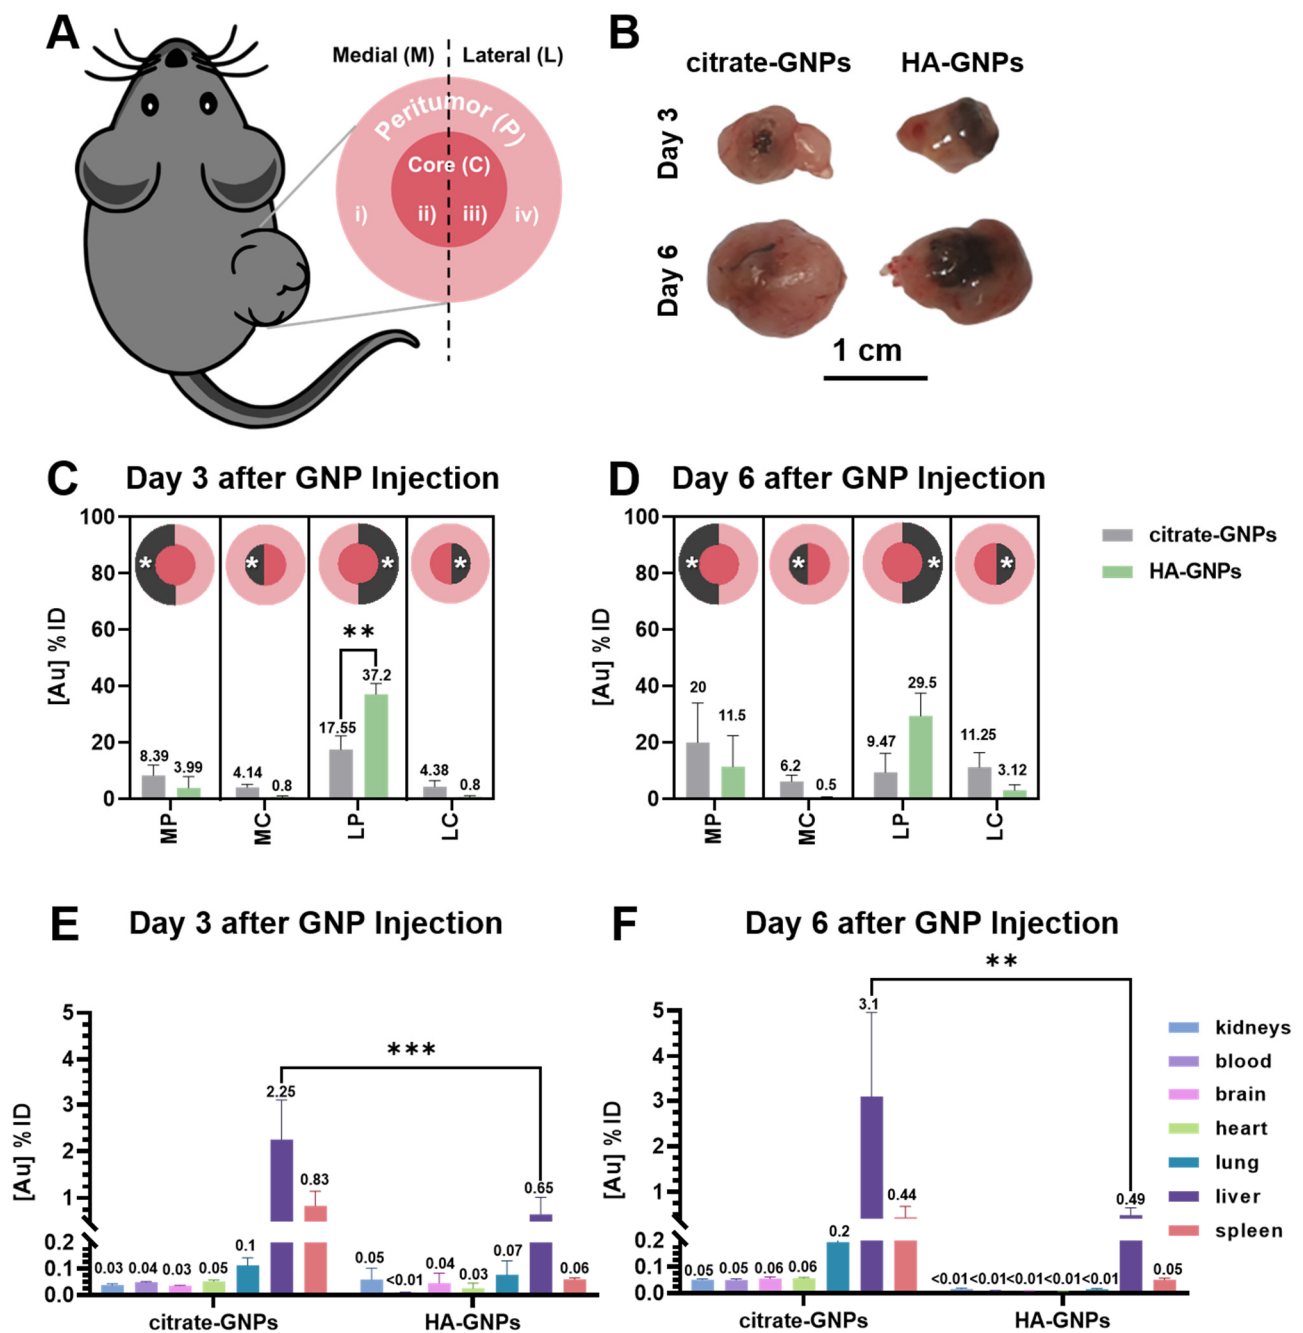 A
Medial (M)
Lateral (L)
Peritumor (P)
Core (C)
i)
ii)
iii)
iv)
B
citrate-GNPs
HA-GNPs
Day 3
Day 6
1 cm
C
Day 3 after GNP Injection
[Au] % ID
100
80
60
40
20
0
*
*
*
*
**
8.39
3.99
4.14
0.8
17.55
37.2
4.38
0.8
MP
MC
LP
LC
D
Day 6 after GNP Injection
[Au] % ID
100
80
60
40
20
0
*
*
*
*
20
11.5
6.2
0.5
9.47
29.5
11.25
3.12
MP
MC
LP
LC
citrate-GNPs
HA-GNPs
E
Day 3 after GNP Injection
[Au] % ID
5
4
3
2
1
0.2
0.1
0.0
***
0.03
0.04
0.03
0.05
0.1
2.25
0.83
0.05
<0.01
0.04
0.03
0.07
0.65
0.06
citrate-GNPs
HA-GNPs
F
Day 6 after GNP Injection
[Au] % ID
5
4
3
2
1
0.2
0.1
0.0
**
0.05
0.05
0.06
0.06
0.2
3.1
0.44
<0.01
<0.01
<0.01
<0.01
<0.01
0.49
0.05
citrate-GNPs
HA-GNPs
kidneys
blood
brain
heart
lung
liver
spleen